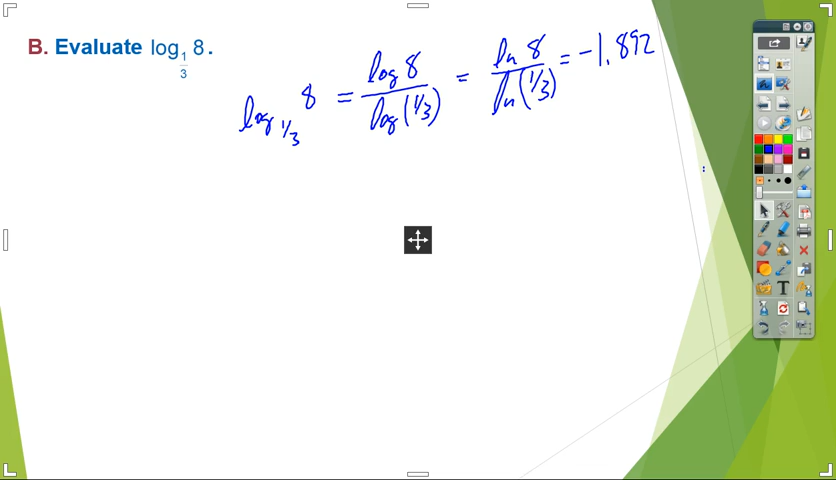 B. Evaluate log_{1/3} 8.
log_{1/3} 8 = log 8 / log (1/3) = ln 8 / ln (1/3) = -1.892